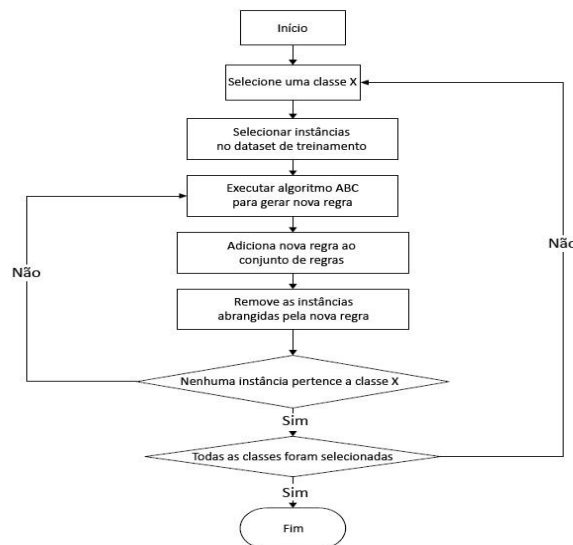 Início
Selecione uma classe X
Selecionar instâncias
no dataset de treinamento
Executar algoritmo ABC
para gerar nova regra
Adiciona nova regra ao
conjunto de regras
Remove as instâncias
abrangidas pela nova regra
Nenhuma instância pertence a classe X
Não
Sim
Todas as classes foram selecionadas
Não
Sim
Fim